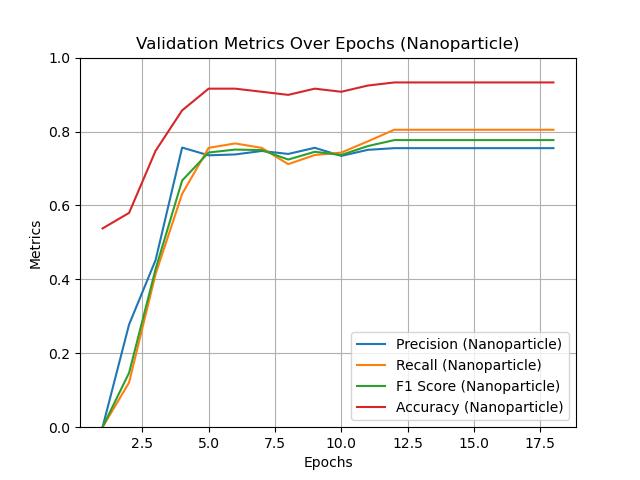 Validation Metrics Over Epochs (Nanoparticle)
1.0
0.8
0.6
0.4
0.2
0.0
Metrics
2.5 5.0 7.5 10.0 12.5 15.0 17.5
Epochs
Precision (Nanoparticle)
Recall (Nanoparticle)
F1 Score (Nanoparticle)
Accuracy (Nanoparticle)